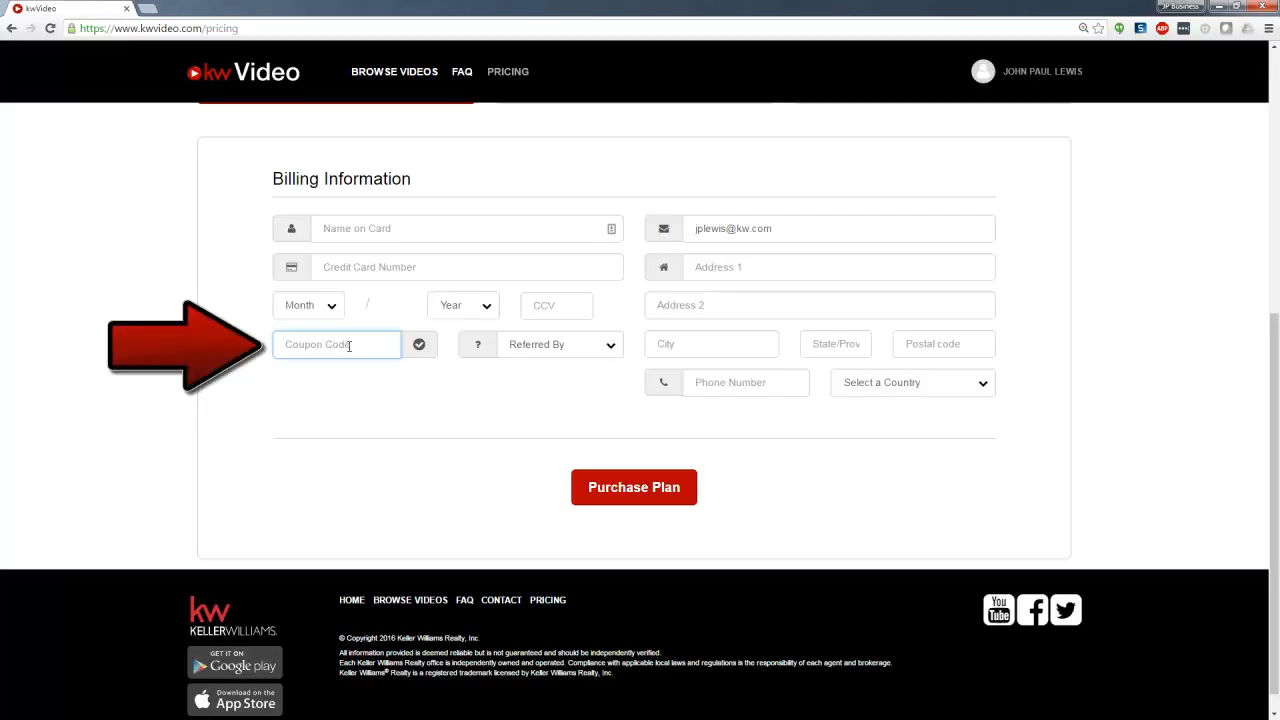 kwVideo
JP Business
https://www.kwvideo.com/pricing
ABP
kwVideo
BROWSE VIDEOS
FAQ
PRICING
JOHN PAUL LEWIS
Billing Information
Name on Card
jplewis@kw.com
Credit Card Number
Address 1
Month
/
Year
CCV
Address 2
Coupon Code
?
Referred By
City
State/Prov
Postal code
Phone Number
Select a Country
Purchase Plan
kw
KELLERWILLIAMS.
HOME
BROWSE VIDEOS
FAQ
CONTACT
PRICING
You Tube
© Copyright 2016 Keller Williams Realty, Inc.
All information provided is deemed reliable but is not guaranteed and should be independently verified.
Each Keller Williams Realty office is independently owned and operated. Compliance with applicable local laws and regulations is the responsibility of each agent and brokerage.
Keller Williams® Realty is a registered trademark licensed by Keller Williams Realty, Inc.
GET IT ON
Google play
Download on the
App Store